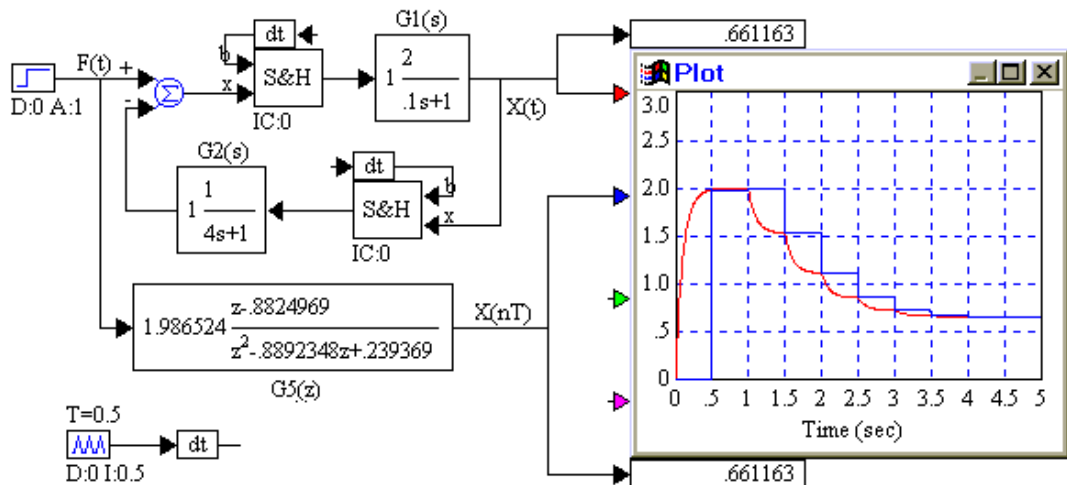 dt
G1(s)
.661163
F(t)
+
-
Σ
x
b
S&H
1
2
.1s+1
X(t)
D:0 A:1
IC:0
G2(s)
1
1
4s+1
dt
S&H
b
x
IC:0
1.986524
z-.8824969
z2-.8892348z+.239369
X(nT)
G5(z)
T=0.5
dt
D:0 I:0.5
Plot
3.0
2.5
2.0
1.5
1.0
.5
0
0 .5 1 1.5 2 2.5 3 3.5 4 4.5 5
Time (sec)
.661163